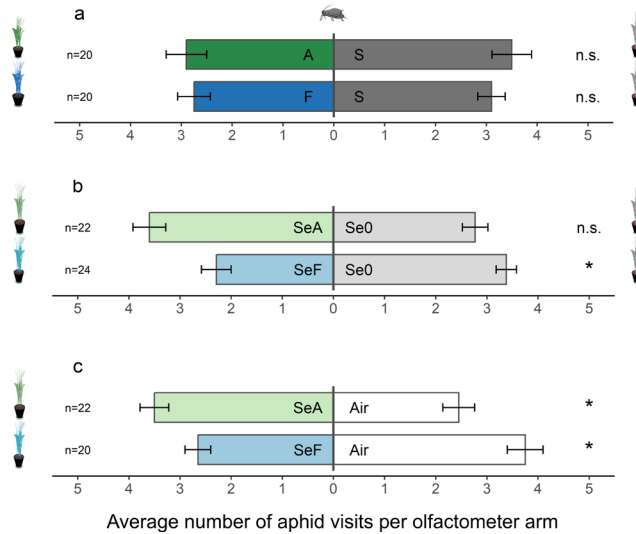 a
n=20 A S n.s.
n=20 F S n.s.
5 4 3 2 1 0 1 2 3 4 5
b
n=22 SeA Se0 n.s.
n=24 SeF Se0 *
5 4 3 2 1 0 1 2 3 4 5
c
n=22 SeA Air *
n=20 SeF Air *
5 4 3 2 1 0 1 2 3 4 5
Average number of aphid visits per olfactometer arm